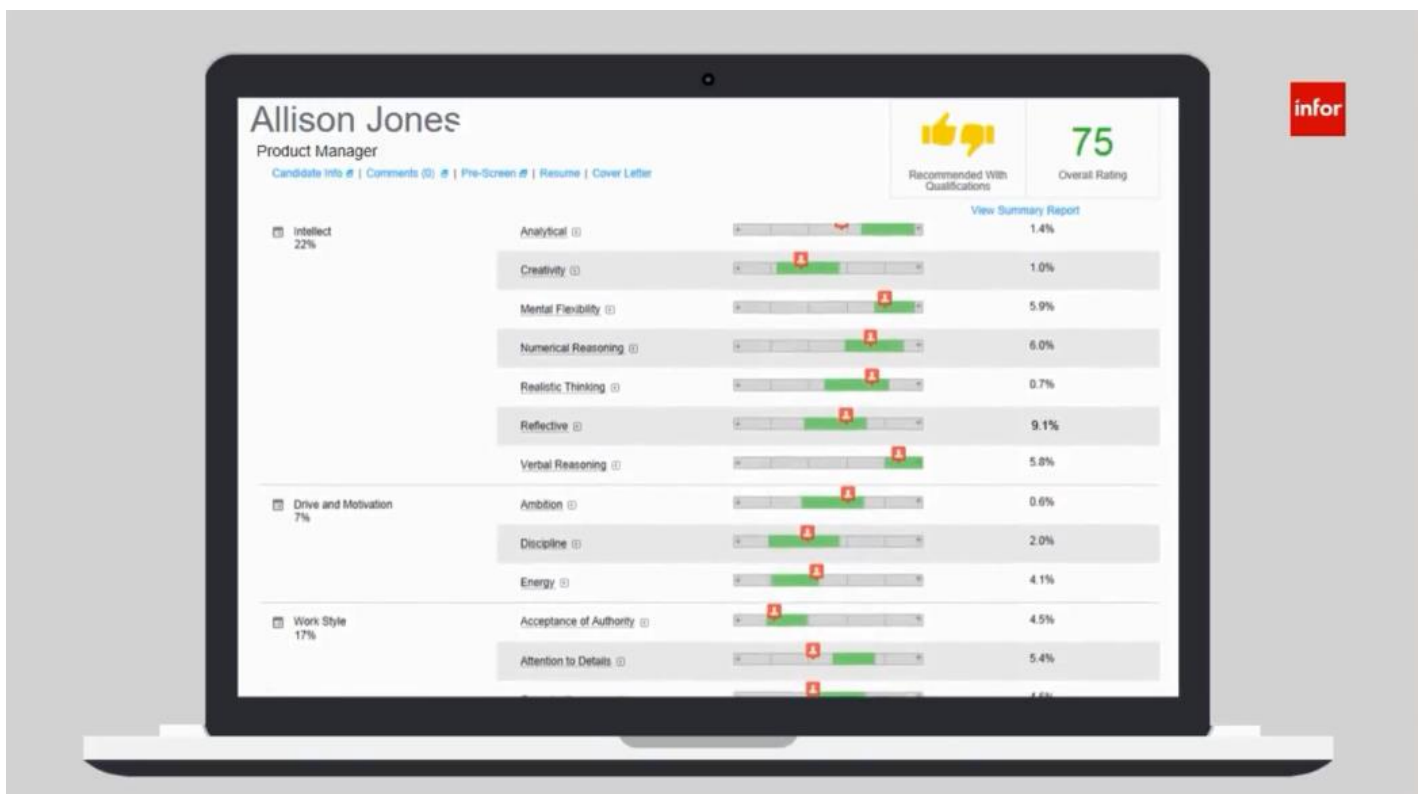 infor
Allison Jones
Product Manager
Candidate Info | Comments (0) | Pre-Screen | Resume | Cover Letter
Recommended With
Qualifications
75
Overall Rating
View Summary Report
Intellect
22%
Analytical 1.4%
Creativity 1.0%
Mental Flexibility 5.9%
Numerical Reasoning 6.0%
Realistic Thinking 0.7%
Reflective 9.1%
Verbal Reasoning 5.8%
Drive and Motivation
7%
Ambition 0.6%
Discipline 2.0%
Energy 4.1%
Work Style
17%
Acceptance of Authority 4.5%
Attention to Details 5.4%